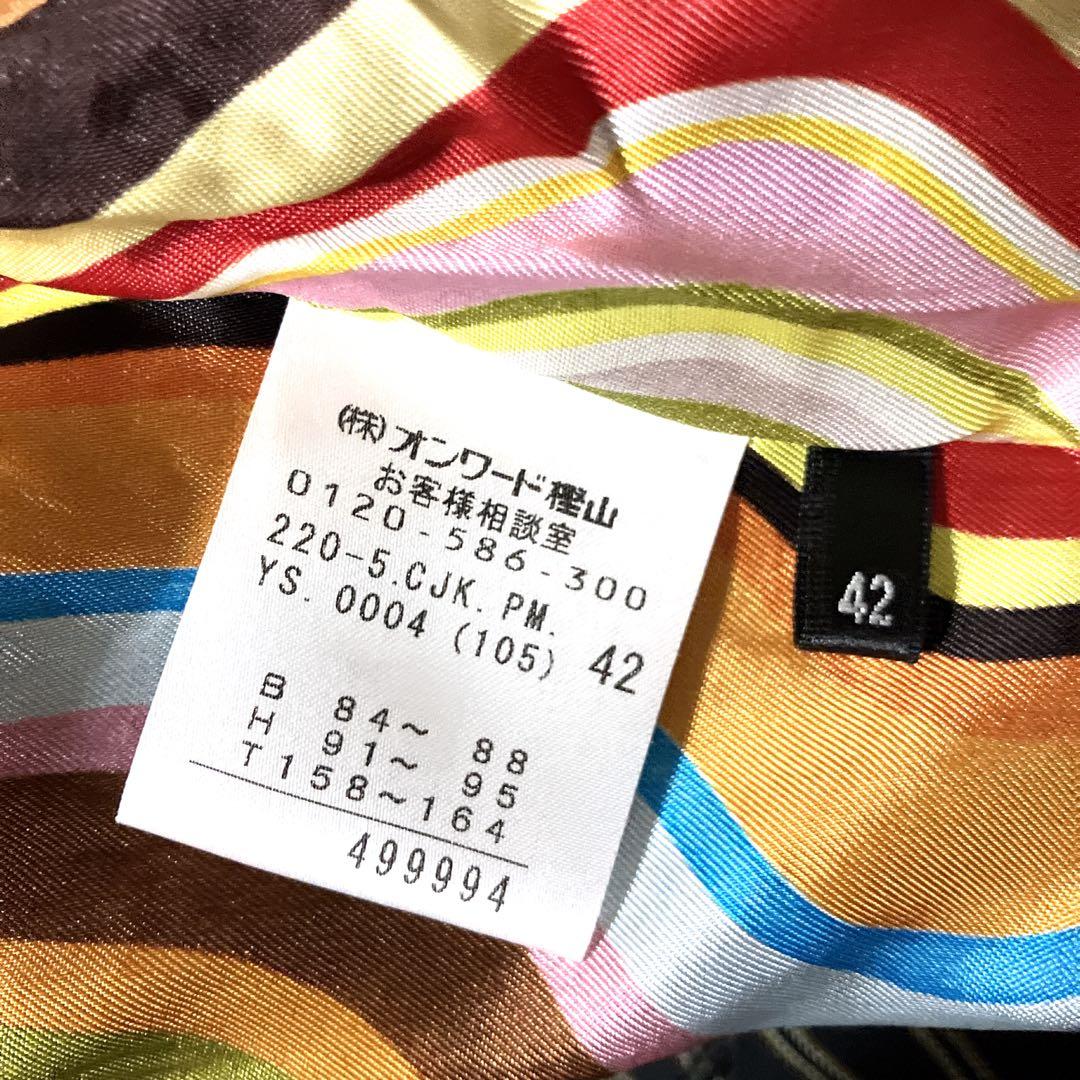 (株)オンワード樫山
お客様相談室
0120-586-300
220-5.CJK.PM.
YS.0004 (105) 42
B 84～ 88
H 91～ 95
T158～164
499994
42